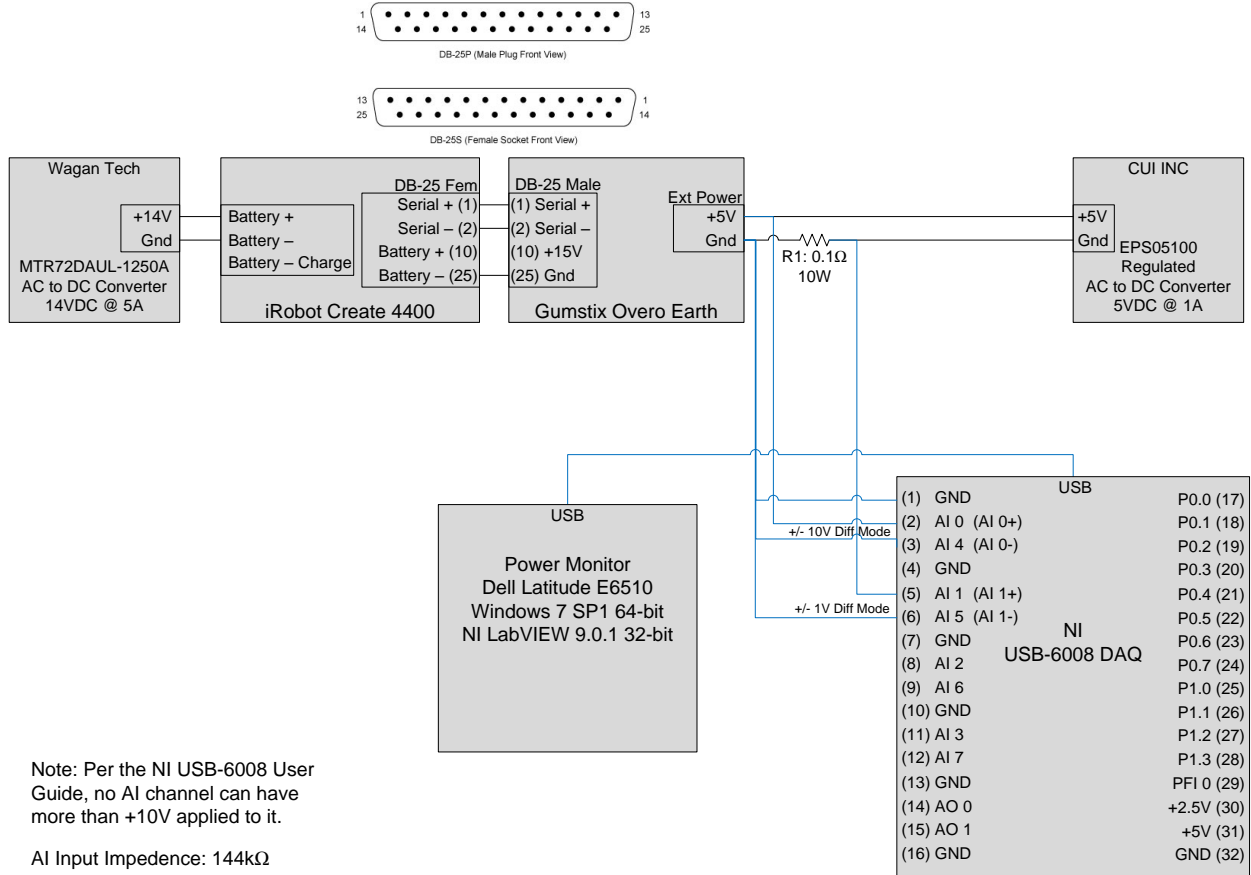 1
13
14
25
DB-25P (Male Plug Front View)
13
1
25
14
DB-25S (Female Socket Front View)
Wagan Tech
+14V
Gnd
MTR72DAUL-1250A
AC to DC Converter
14VDC @ 5A
Battery +
Battery –
Battery – Charge
DB-25 Fem
Serial + (1)
Serial – (2)
Battery + (10)
Battery – (25)
iRobot Create 4400
DB-25 Male
(1) Serial +
(2) Serial –
(10) +15V
(25) Gnd
Ext Power
+5V
Gnd
Gumstix Overo Earth
R1: 0.1Ω
10W
CUI INC
+5V
Gnd
EPS05100
Regulated
AC to DC Converter
5VDC @ 1A
USB
Power Monitor
Dell Latitude E6510
Windows 7 SP1 64-bit
NI LabVIEW 9.0.1 32-bit
+/- 10V Diff Mode
+/- 1V Diff Mode
USB
(1) GND
(2) AI 0 (AI 0+)
(3) AI 4 (AI 0-)
(4) GND
(5) AI 1 (AI 1+)
(6) AI 5 (AI 1-)
(7) GND
(8) AI 2
(9) AI 6
(10) GND
(11) AI 3
(12) AI 7
(13) GND
(14) AO 0
(15) AO 1
(16) GND
NI
USB-6008 DAQ
P0.0 (17)
P0.1 (18)
P0.2 (19)
P0.3 (20)
P0.4 (21)
P0.5 (22)
P0.6 (23)
P0.7 (24)
P1.0 (25)
P1.1 (26)
P1.2 (27)
P1.3 (28)
PFI 0 (29)
+2.5V (30)
+5V (31)
GND (32)
Note: Per the NI USB-6008 User
Guide, no AI channel can have
more than +10V applied to it.
AI Input Impedence: 144kΩ